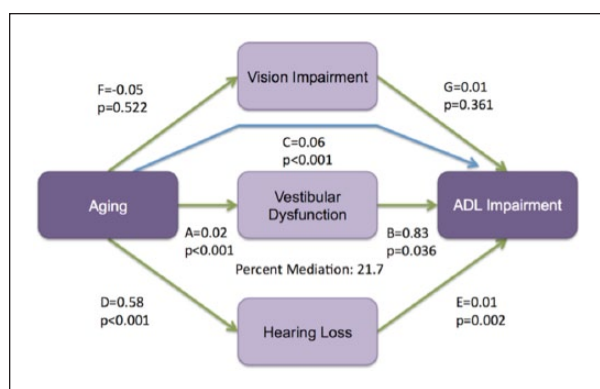 Vision Impairment
F=-0.05
p=0.522
G=0.01
p=0.361
C=0.06
p<0.001
Aging
Vestibular
Dysfunction
ADL Impairment
A=0.02
p<0.001
B=0.83
p=0.036
Percent Mediation: 21.7
D=0.58
p<0.001
E=0.01
p=0.002
Hearing Loss